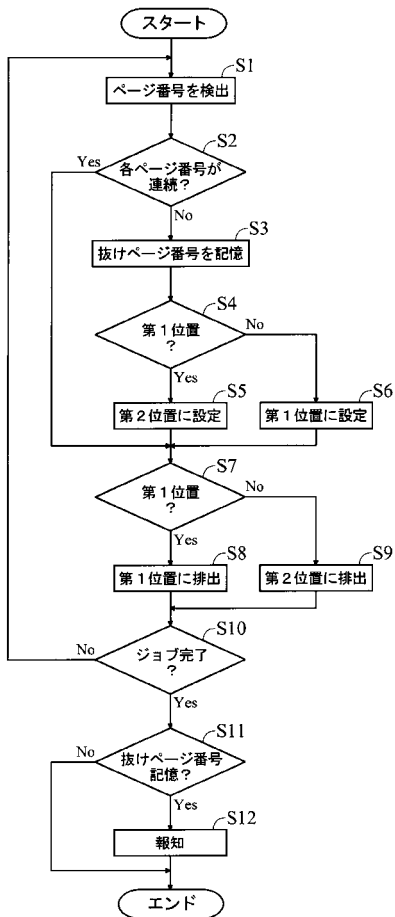 スタート
S1
ページ番号を検出
S2
Yes
各ページ番号が
連続?
No
S3
抜けページ番号を記憶
S4
第1位置
?
No
Yes
S5
S6
第2位置に設定
第1位置に設定
S7
第1位置
?
No
Yes
S8
S9
第1位置に排出
第2位置に排出
S10
No
ジョブ完了
?
Yes
S11
No
抜けページ番号
記憶?
Yes
S12
報知
エンド